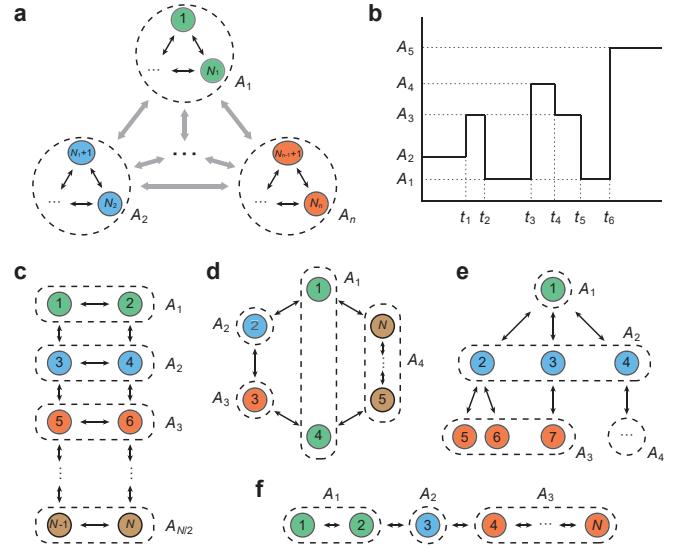 a
1
... N₁
A₁
N₁+1
... N₂
A₂
...
Nₙ₋₁+1
... Nₙ
Aₙ
b
A₅
A₄
A₃
A₂
A₁
t₁ t₂ t₃ t₄ t₅ t₆
c
1 2 A₁
3 4 A₂
5 6 A₃
⋮ ⋮
N-1 N A_N/2
d
A₁
1
A₂ 2 N
⋮ A₄
A₃ 3 5
4
e
1 A₁
A₂
2 3 4
5 6 7 ...
A₃ A₄
f
A₁ A₂ A₃
1 2 3 4 ... N